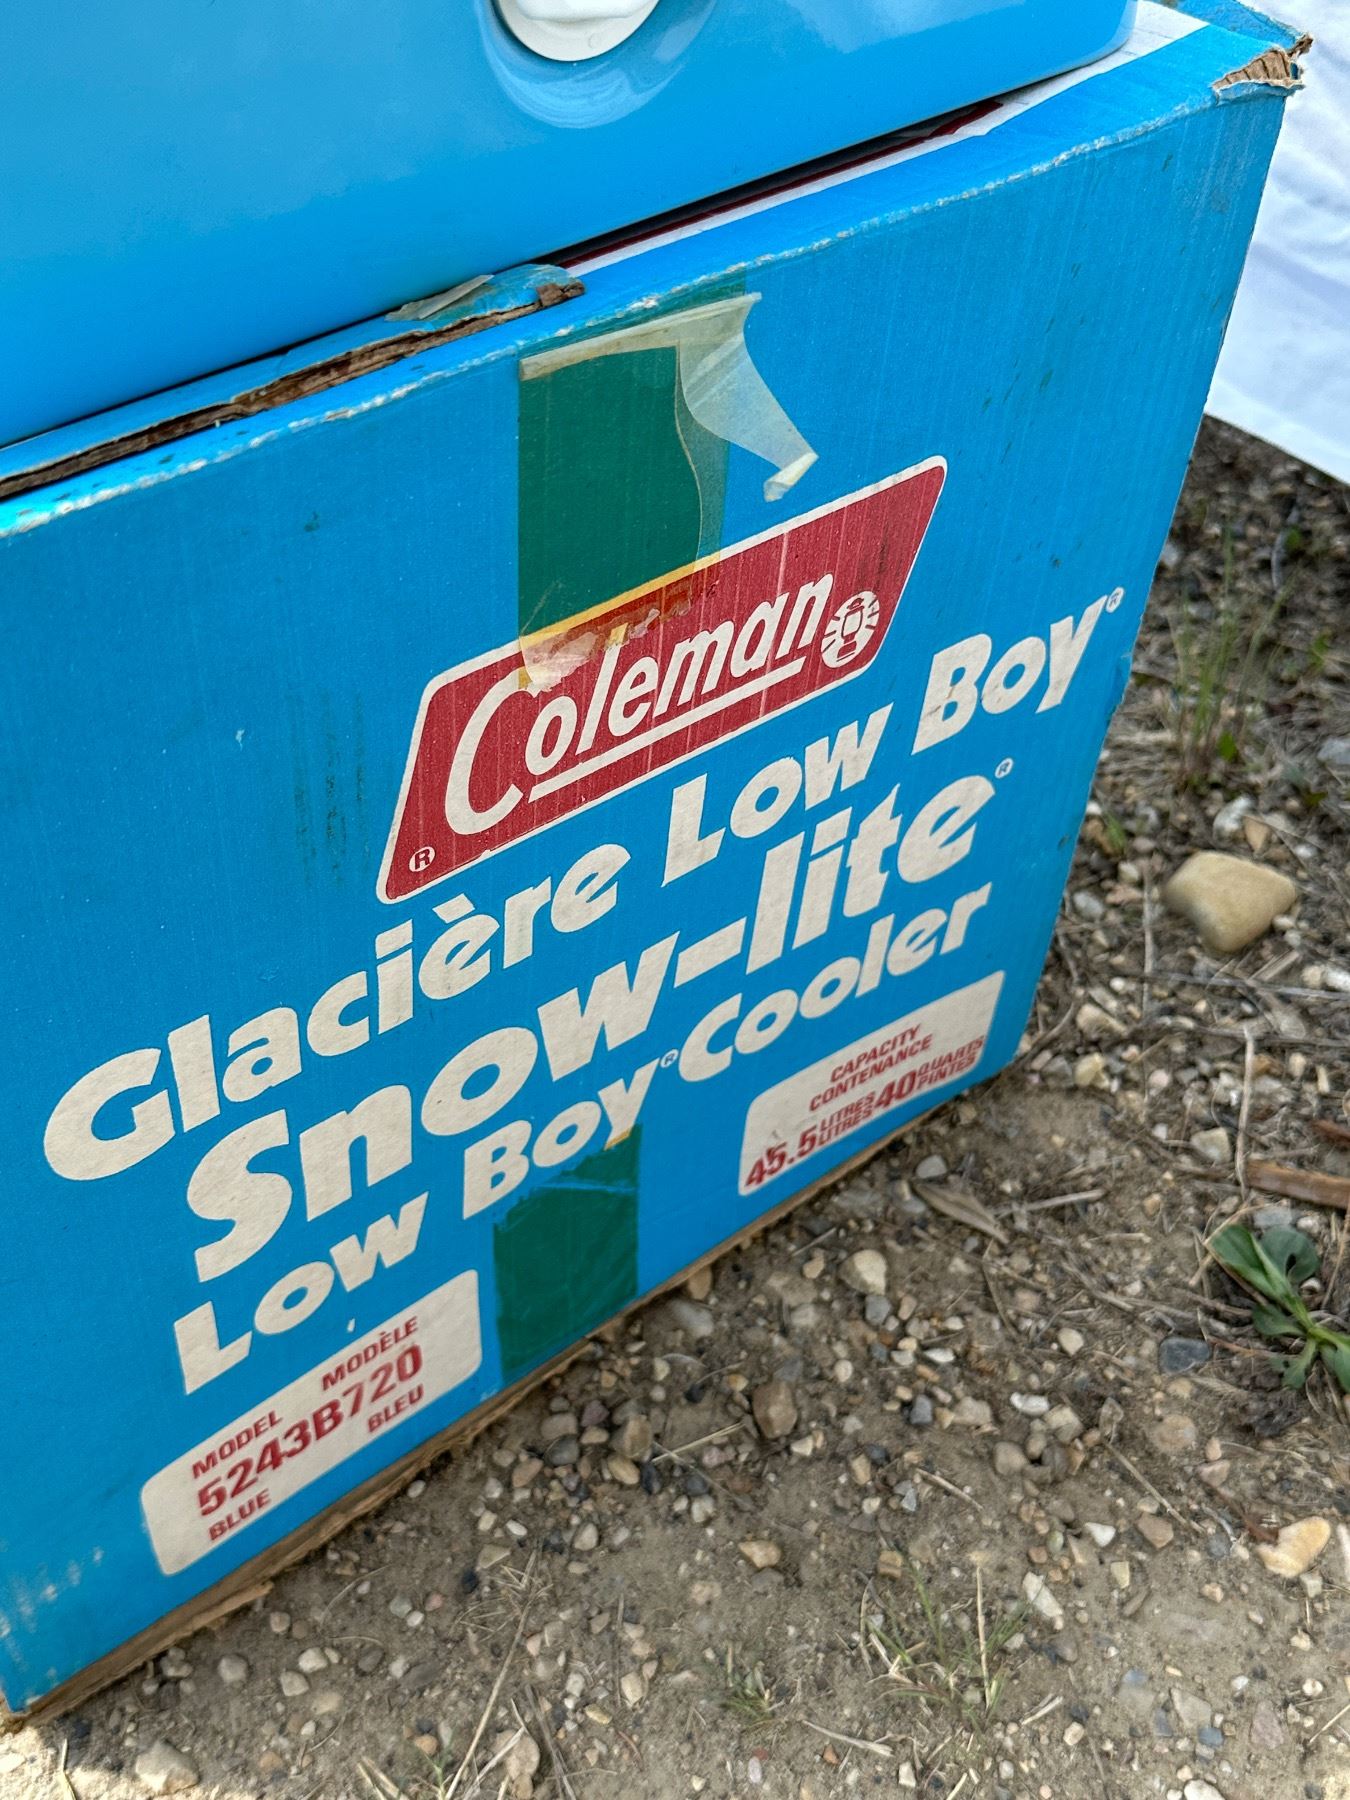 Coleman
®
Glacière Low Boy®
Snow-lite®
Low Boy® Cooler
MODEL MODÈLE
5243B720
BLUE BLEU
CAPACITY
CONTENANCE
45.5 LITRES 40 QUARTS
LITRES PINTES